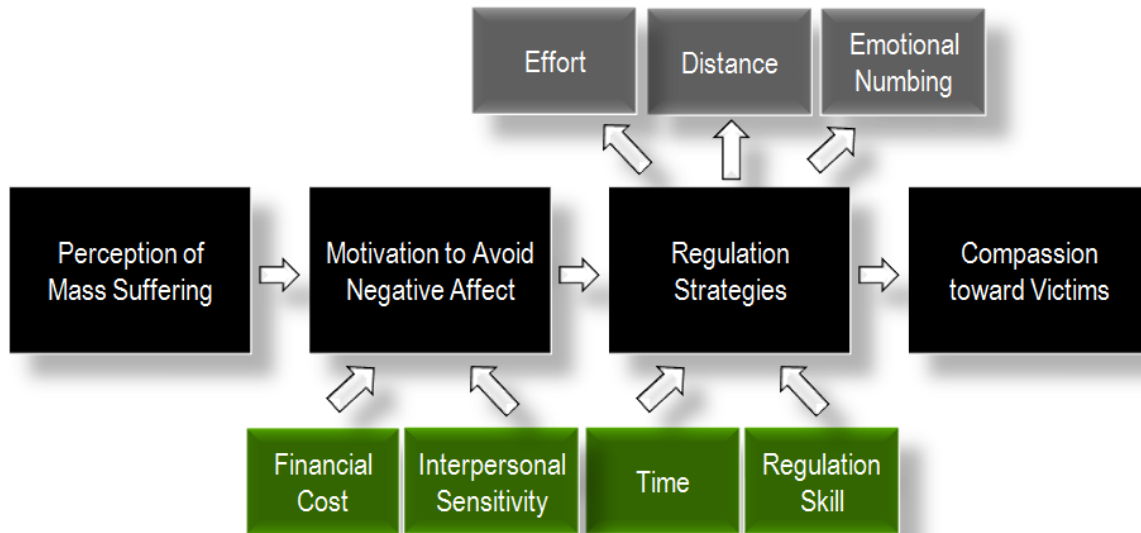 Effort
Distance
Emotional
Numbing
Perception of
Mass Suffering
Motivation to Avoid
Negative Affect
Regulation
Strategies
Compassion
toward Victims
Financial
Cost
Interpersonal
Sensitivity
Time
Regulation
Skill